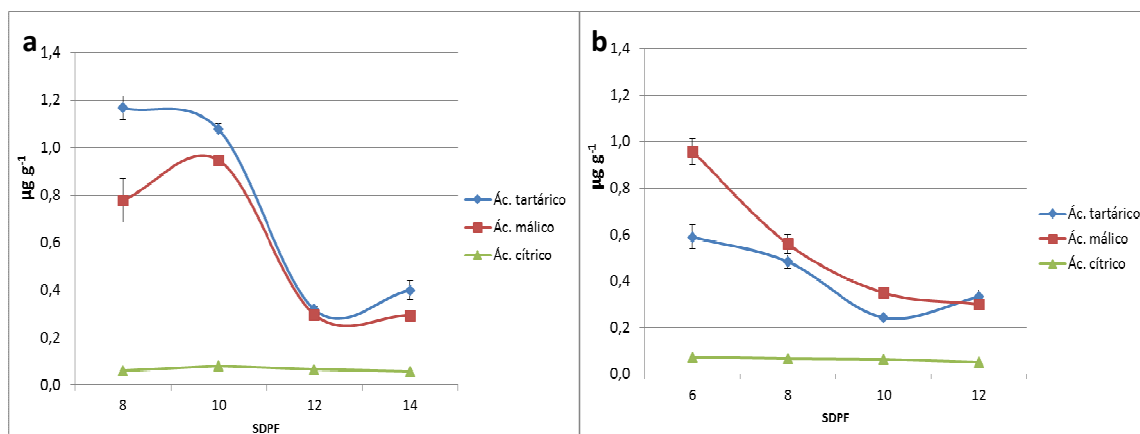 a
1,4
1,2
1,0
0,8
0,6
0,4
0,2
0,0
µg g-1
8 10 12 14
SDPF
Ác. tartárico
Ác. málico
Ác. cítrico
b
1,4
1,2
1,0
0,8
0,6
0,4
0,2
0,0
µg g-1
6 8 10 12
SDPF
Ác. tartárico
Ác. málico
Ác. cítrico